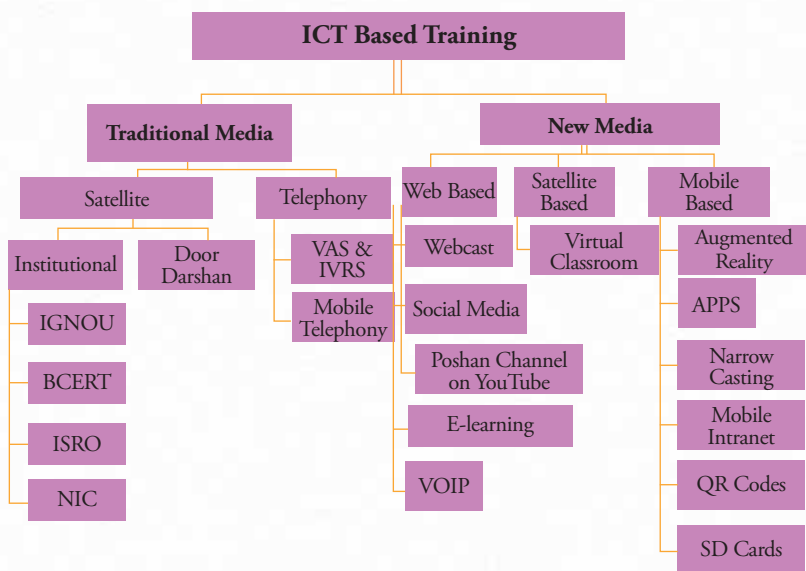 ICT Based Training
Traditional Media
New Media
Satellite
Telephony
Web Based
Satellite
Based
Mobile
Based
Institutional
Door
Darshan
VAS &
IVRS
Webcast
Virtual
Classroom
Augmented
Reality
IGNOU
Mobile
Telephony
Social Media
APPS
BCERT
Poshan Channel
on YouTube
Narrow
Casting
ISRO
E-learning
Mobile
Intranet
NIC
VOIP
QR Codes
SD Cards